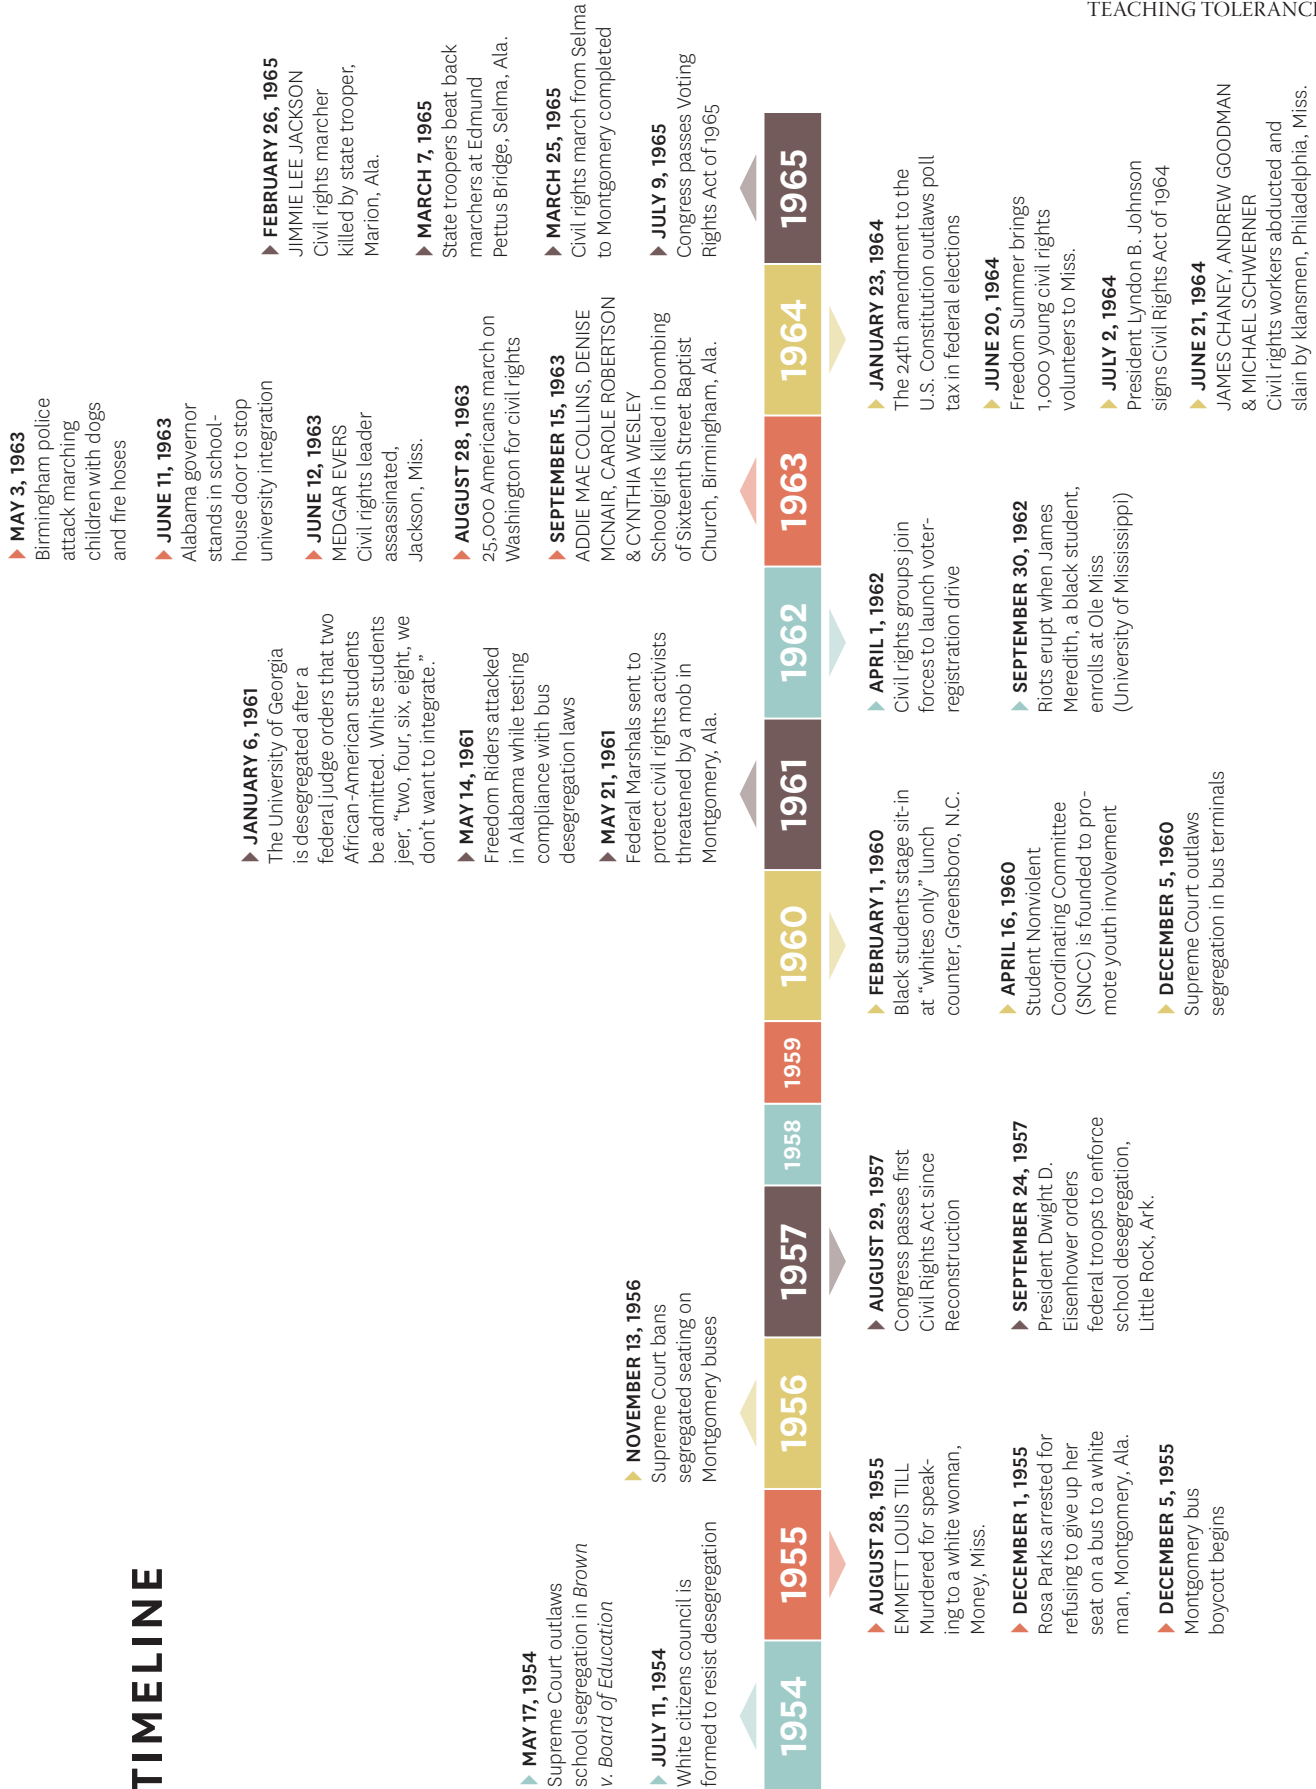 TEACHING TOLERANCE
TIMELINE
MAY 17, 1954
Supreme Court outlaws
school segregation in Brown
v. Board of Education
JULY 11, 1954
White citizens council is
formed to resist desegregation
NOVEMBER 13, 1956
Supreme Court bans
segregated seating on
Montgomery buses
JANUARY 6, 1961
The University of Georgia
is desegregated after a
federal judge orders that two
African-American students
be admitted. White students
jeer, “two, four, six, eight, we
don’t want to integrate.”
MAY 14, 1961
Freedom Riders attacked
in Alabama while testing
compliance with bus
desegregation laws
MAY 21, 1961
Federal Marshals sent to
protect civil rights activists
threatened by a mob in
Montgomery, Ala.
MAY 3, 1963
Birmingham police
attack marching
children with dogs
and fire hoses
JUNE 11, 1963
Alabama governor
stands in school-
house door to stop
university integration
JUNE 12, 1963
MEDGAR EVERS
Civil rights leader
assassinated,
Jackson, Miss.
AUGUST 28, 1963
25,000 Americans march on
Washington for civil rights
SEPTEMBER 15, 1963
ADDIE MAE COLLINS, DENISE
MCNAIR, CAROLE ROBERTSON
& CYNTHIA WESLEY
Schoolgirls killed in bombing
of Sixteenth Street Baptist
Church, Birmingham, Ala.
FEBRUARY 26, 1965
JIMMIE LEE JACKSON
Civil rights marcher
killed by state trooper,
Marion, Ala.
MARCH 7, 1965
State troopers beat back
marchers at Edmund
Pettus Bridge, Selma, Ala.
MARCH 25, 1965
Civil rights march from Selma
to Montgomery completed
JULY 9, 1965
Congress passes Voting
Rights Act of 1965
1954
1955
1956
1957
1958
1959
1960
1961
1962
1963
1964
1965
AUGUST 28, 1955
EMMETT LOUIS TILL
Murdered for speak-
ing to a white woman,
Money, Miss.
DECEMBER 1, 1955
Rosa Parks arrested for
refusing to give up her
seat on a bus to a white
man, Montgomery, Ala.
DECEMBER 5, 1955
Montgomery bus
boycott begins
AUGUST 29, 1957
Congress passes first
Civil Rights Act since
Reconstruction
SEPTEMBER 24, 1957
President Dwight D.
Eisenhower orders
federal troops to enforce
school desegregation,
Little Rock, Ark.
FEBRUARY 1, 1960
Black students stage sit-in
at “whites only” lunch
counter, Greensboro, N.C.
APRIL 16, 1960
Student Nonviolent
Coordinating Committee
(SNCC) is founded to pro-
mote youth involvement
DECEMBER 5, 1960
Supreme Court outlaws
segregation in bus terminals
APRIL 1, 1962
Civil rights groups join
forces to launch voter-
registration drive
SEPTEMBER 30, 1962
Riots erupt when James
Meredith, a black student,
enrolls at Ole Miss
(University of Mississippi)
JANUARY 23, 1964
The 24th amendment to the
U.S. Constitution outlaws poll
tax in federal elections
JUNE 20, 1964
Freedom Summer brings
1,000 young civil rights
volunteers to Miss.
JULY 2, 1964
President Lyndon B. Johnson
signs Civil Rights Act of 1964
JUNE 21, 1964
JAMES CHANEY, ANDREW GOODMAN
& MICHAEL SCHWERNER
Civil rights workers abducted and
slain by klansmen, Philadelphia, Miss.